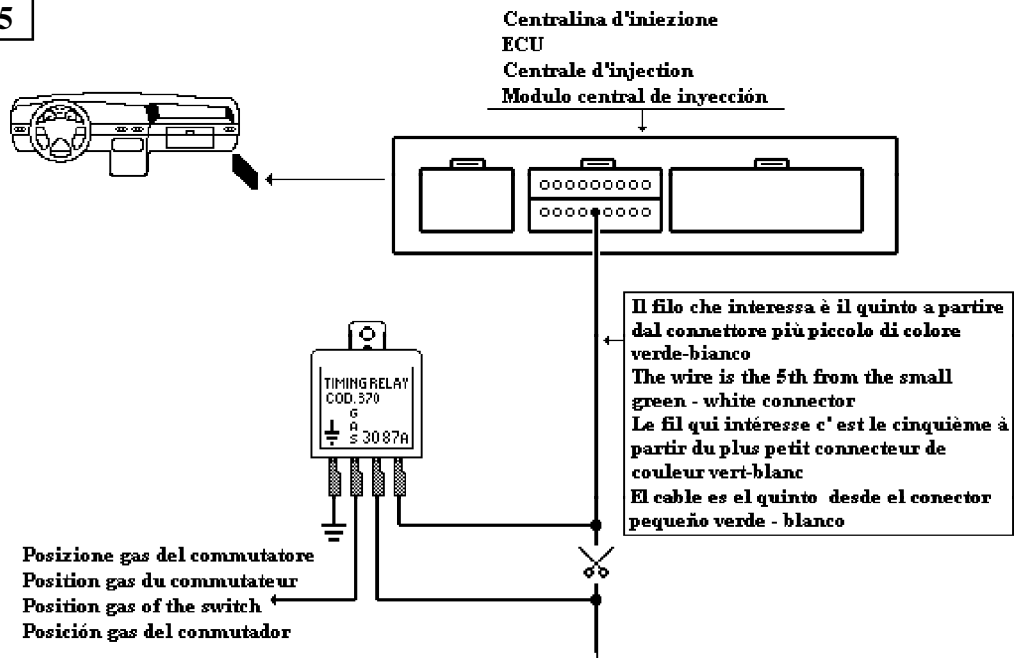 5
Centralina d'iniezione
ECU
Centrale d'injection
Modulo central de inyección
Il filo che interessa è il quinto a partire
dal connettore più piccolo di colore
verde-bianco
The wire is the 5th from the small
green - white connector
Le fil qui intéresse c' est le cinquième à
partir du plus petit connecteur de
couleur vert-blanc
El cable es el quinto desde el conector
pequeño verde - blanco
TIMING RELAY
COD.370
G
A
S 30 87A
Posizione gas del commutatore
Position gas du commutateur
Position gas of the switch
Posición gas del conmutador